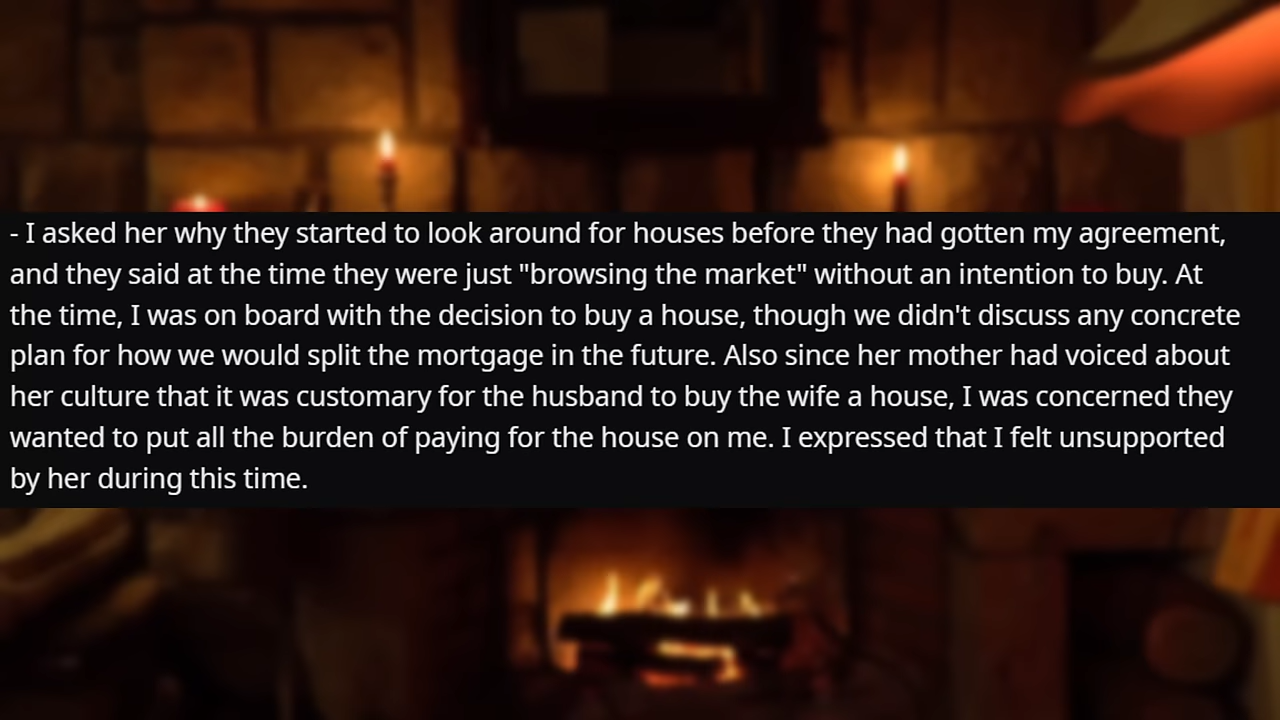 - I asked her why they started to look around for houses before they had gotten my agreement,
and they said at the time they were just "browsing the market" without an intention to buy. At
the time, I was on board with the decision to buy a house, though we didn't discuss any concrete
plan for how we would split the mortgage in the future. Also since her mother had voiced about
her culture that it was customary for the husband to buy the wife a house, I was concerned they
wanted to put all the burden of paying for the house on me. I expressed that I felt unsupported
by her during this time.